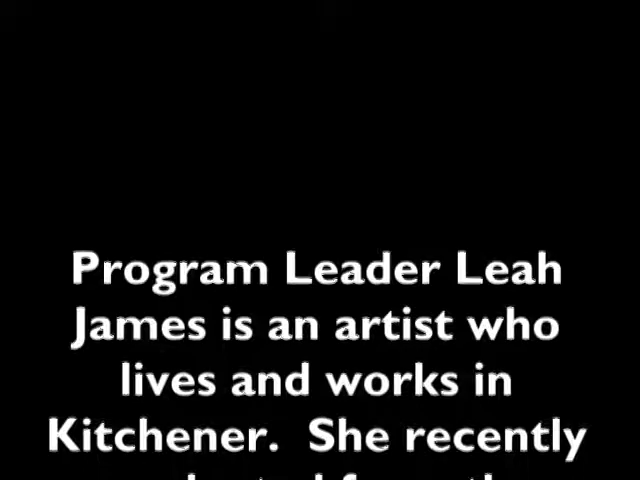 Program Leader Leah
James is an artist who
lives and works in
Kitchener.  She recently